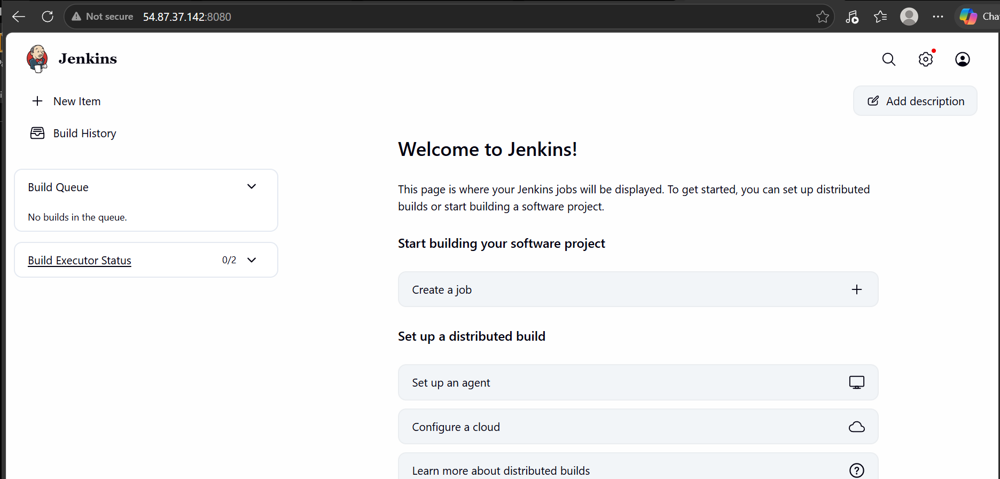 Not secure 54.87.37.142:8080
Jenkins
New Item
Add description
Build History
Build Queue
No builds in the queue.
Build Executor Status 0/2
Welcome to Jenkins!
This page is where your Jenkins jobs will be displayed. To get started, you can set up distributed
builds or start building a software project.
Start building your software project
Create a job
Set up a distributed build
Set up an agent
Configure a cloud
Learn more about distributed builds